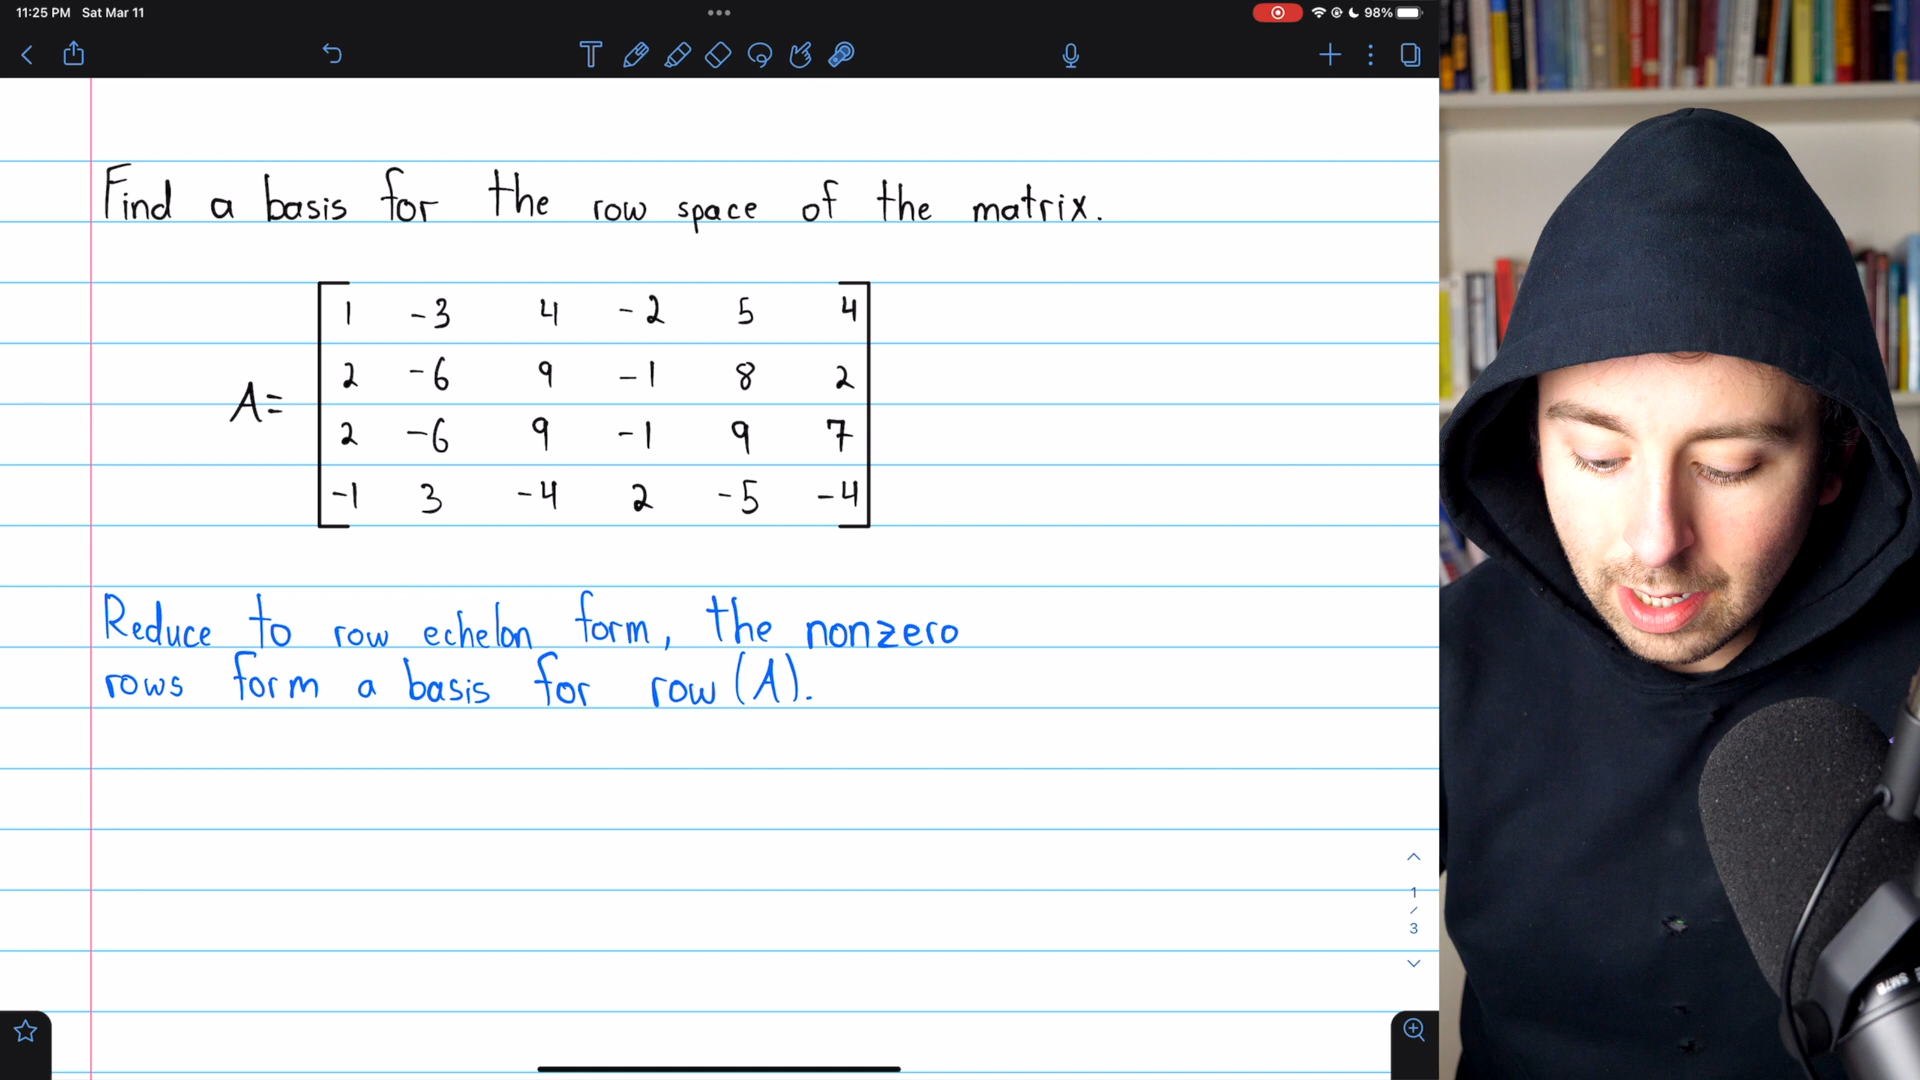 11:25 PM Sat Mar 11
98%
Find a basis for the row space of the matrix.
1 -3 4 -2 5 4
2 -6 9 -1 8 2
A=
2 -6 9 -1 9 7
-1 3 -4 2 -5 -4
Reduce to row echelon form, the nonzero
rows form a basis for row (A).
1
/
3
SM7B